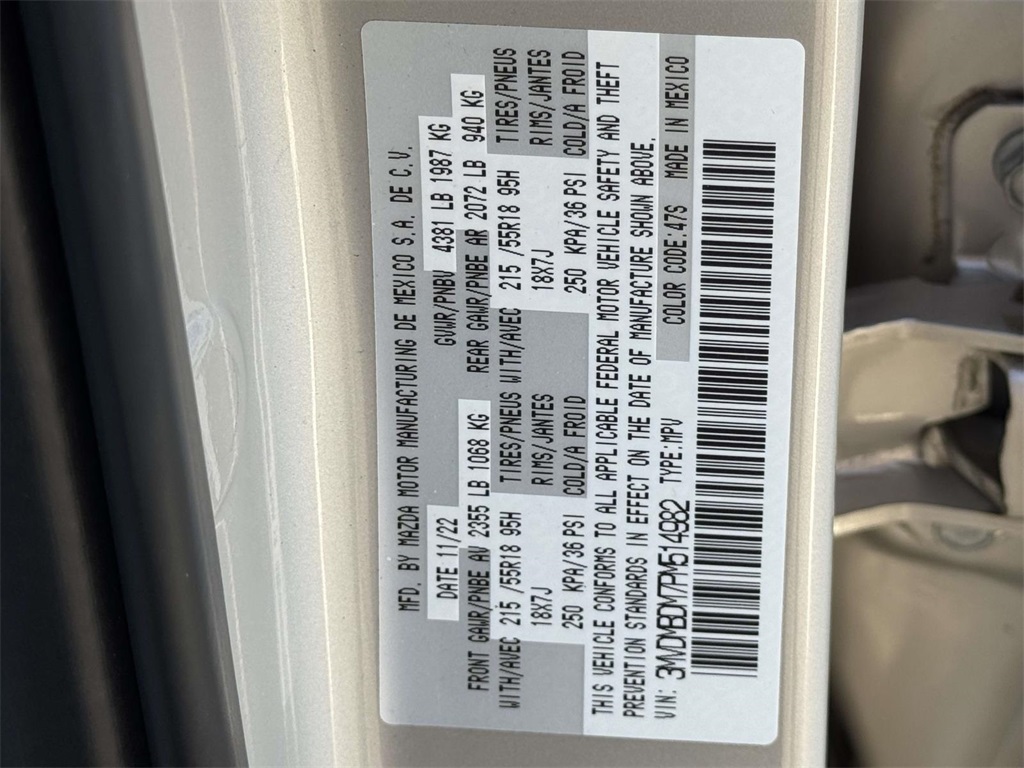 MFD. BY MAZDA MOTOR MANUFACTURING DE MEXICO S.A. DE C.V.
DATE 11/22 GVWR/PNBV 4381 LB 1987 KG
FRONT GAWR/PNBE AV 2355 LB 1068 KG REAR GAWR/PNBE AR 2072 LB 940 KG
WITH/AVEC 215 /55R18 95H TIRES/PNEUS WITH/AVEC 215 /55R18 95H TIRES/PNEUS
18X7J RIMS/JANTES 18X7J RIMS/JANTES
250 KPA/36 PSI COLD/A FROID 250 KPA/36 PSI COLD/A FROID
THIS VEHICLE CONFORMS TO ALL APPLICABLE FEDERAL MOTOR VEHICLE SAFETY AND THEFT
PREVENTION STANDARDS IN EFFECT ON THE DATE OF MANUFACTURE SHOWN ABOVE.
VIN: 3MVDMBDM7PM514982 TYPE:MPV COLOR CODE:47S MADE IN MEXICO